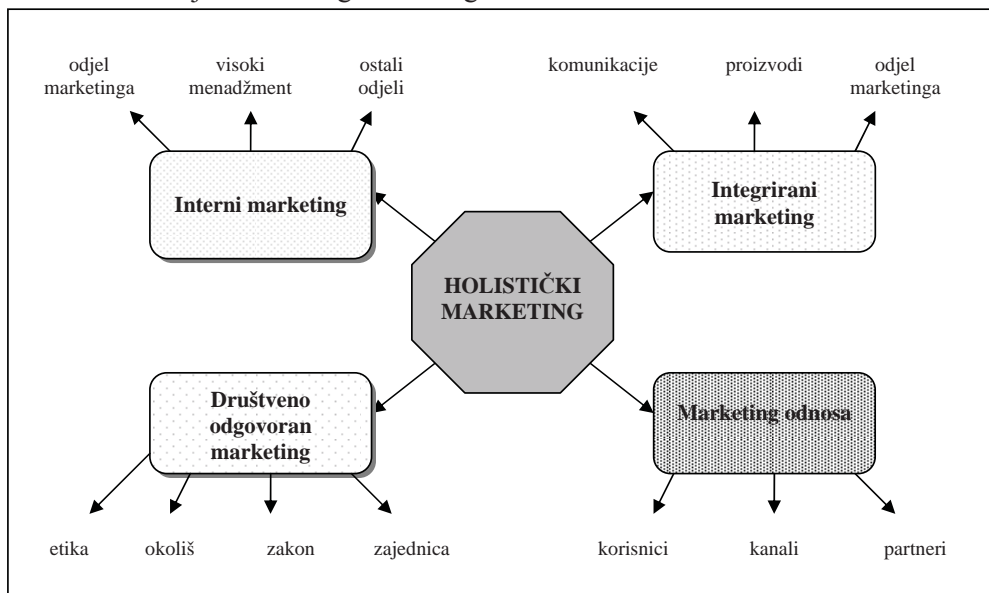 odjel
marketinga
visoki
menadžment
ostali
odjeli
komunikacije
proizvodi
odjel
marketinga
Interni marketing
Integrirani
marketing
HOLISTIČKI
MARKETING
Društveno
odgovoran
marketing
Marketing odnosa
etika
okoliš
zakon
zajednica
korisnici
kanali
partneri